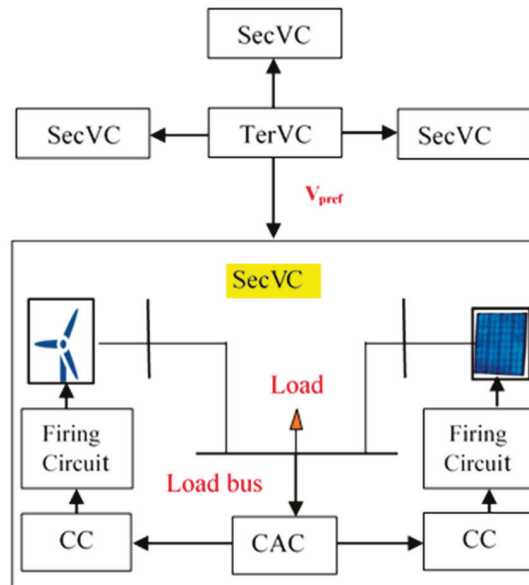 SecVC
SecVC
TerVC
SecVC
Vpref
SecVC
Load
Firing
Circuit
Firing
Circuit
Load bus
CC
CAC
CC